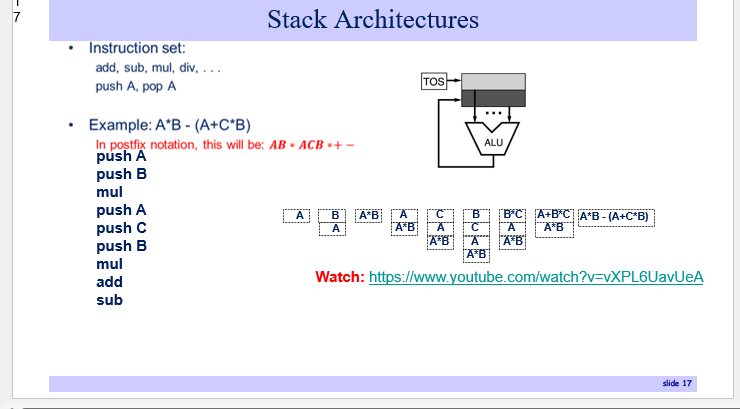 17
Stack Architectures
• Instruction set:
add, sub, mul, div, . . .
push A, pop A
• Example: A*B - (A+C*B)
In postfix notation, this will be: AB * ACB *+ −
push A
push B
mul
push A
push C
push B
mul
add
sub
TOS
• • •
ALU
A B A*B A C B B*C A+B*C A*B - (A+C*B)
A A*B A C A A*B
A*B A A*B
A*B
Watch: https://www.youtube.com/watch?v=vXPL6UavUeA
slide 17